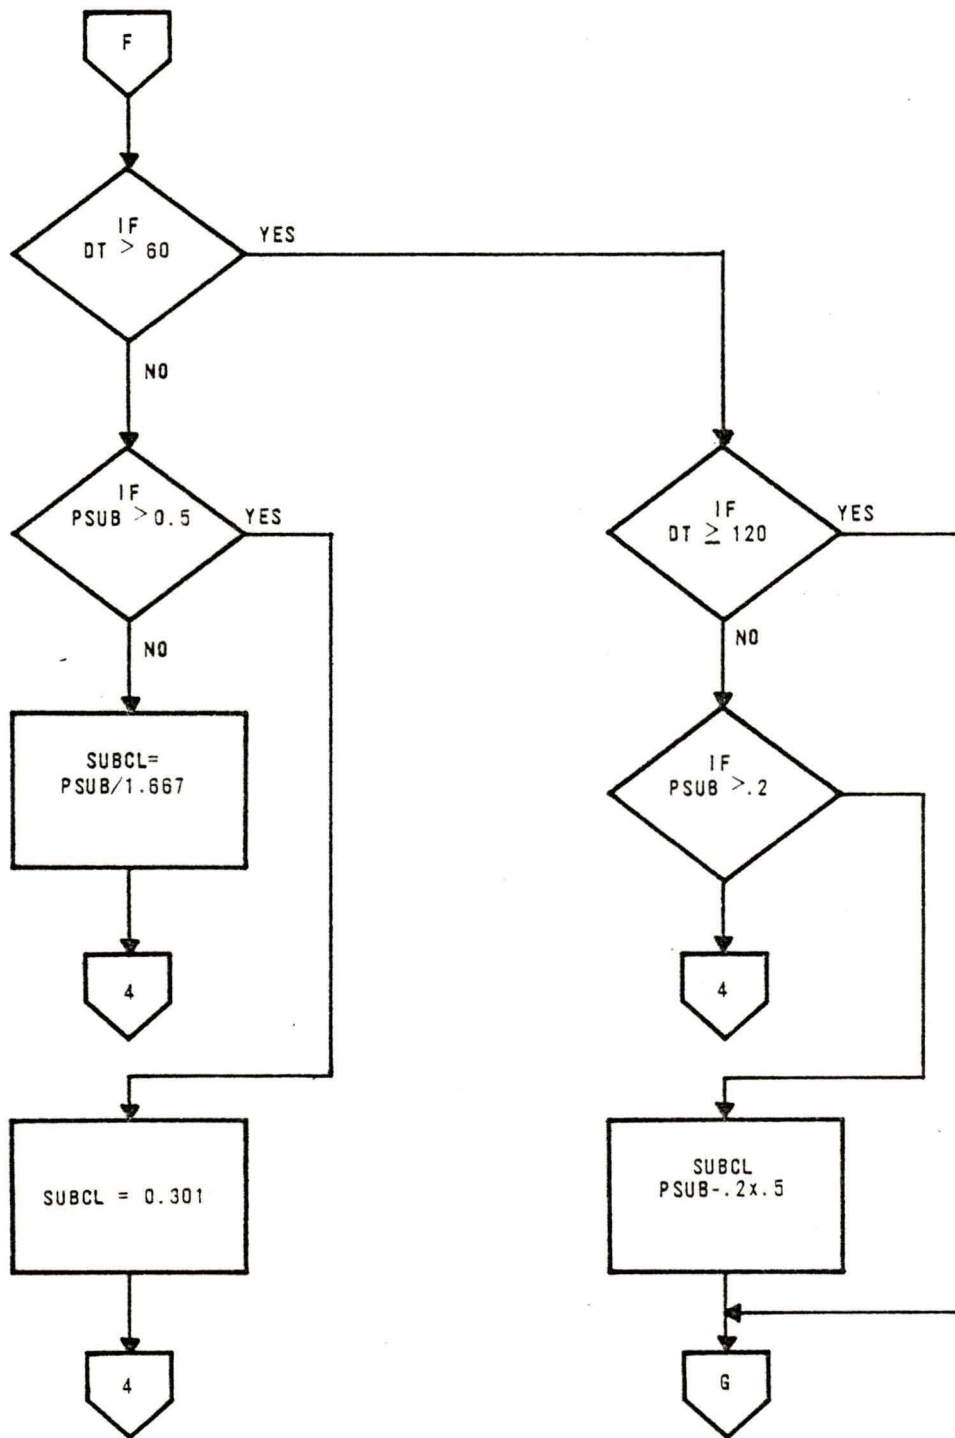 F
IF
DT > 60
YES
NO
IF
PSUB > 0.5
YES
NO
SUBCL=
PSUB/1.667
4
SUBCL = 0.301
4
IF
DT ≥ 120
YES
NO
IF
PSUB >.2
4
SUBCL
PSUB-.2x.5
G